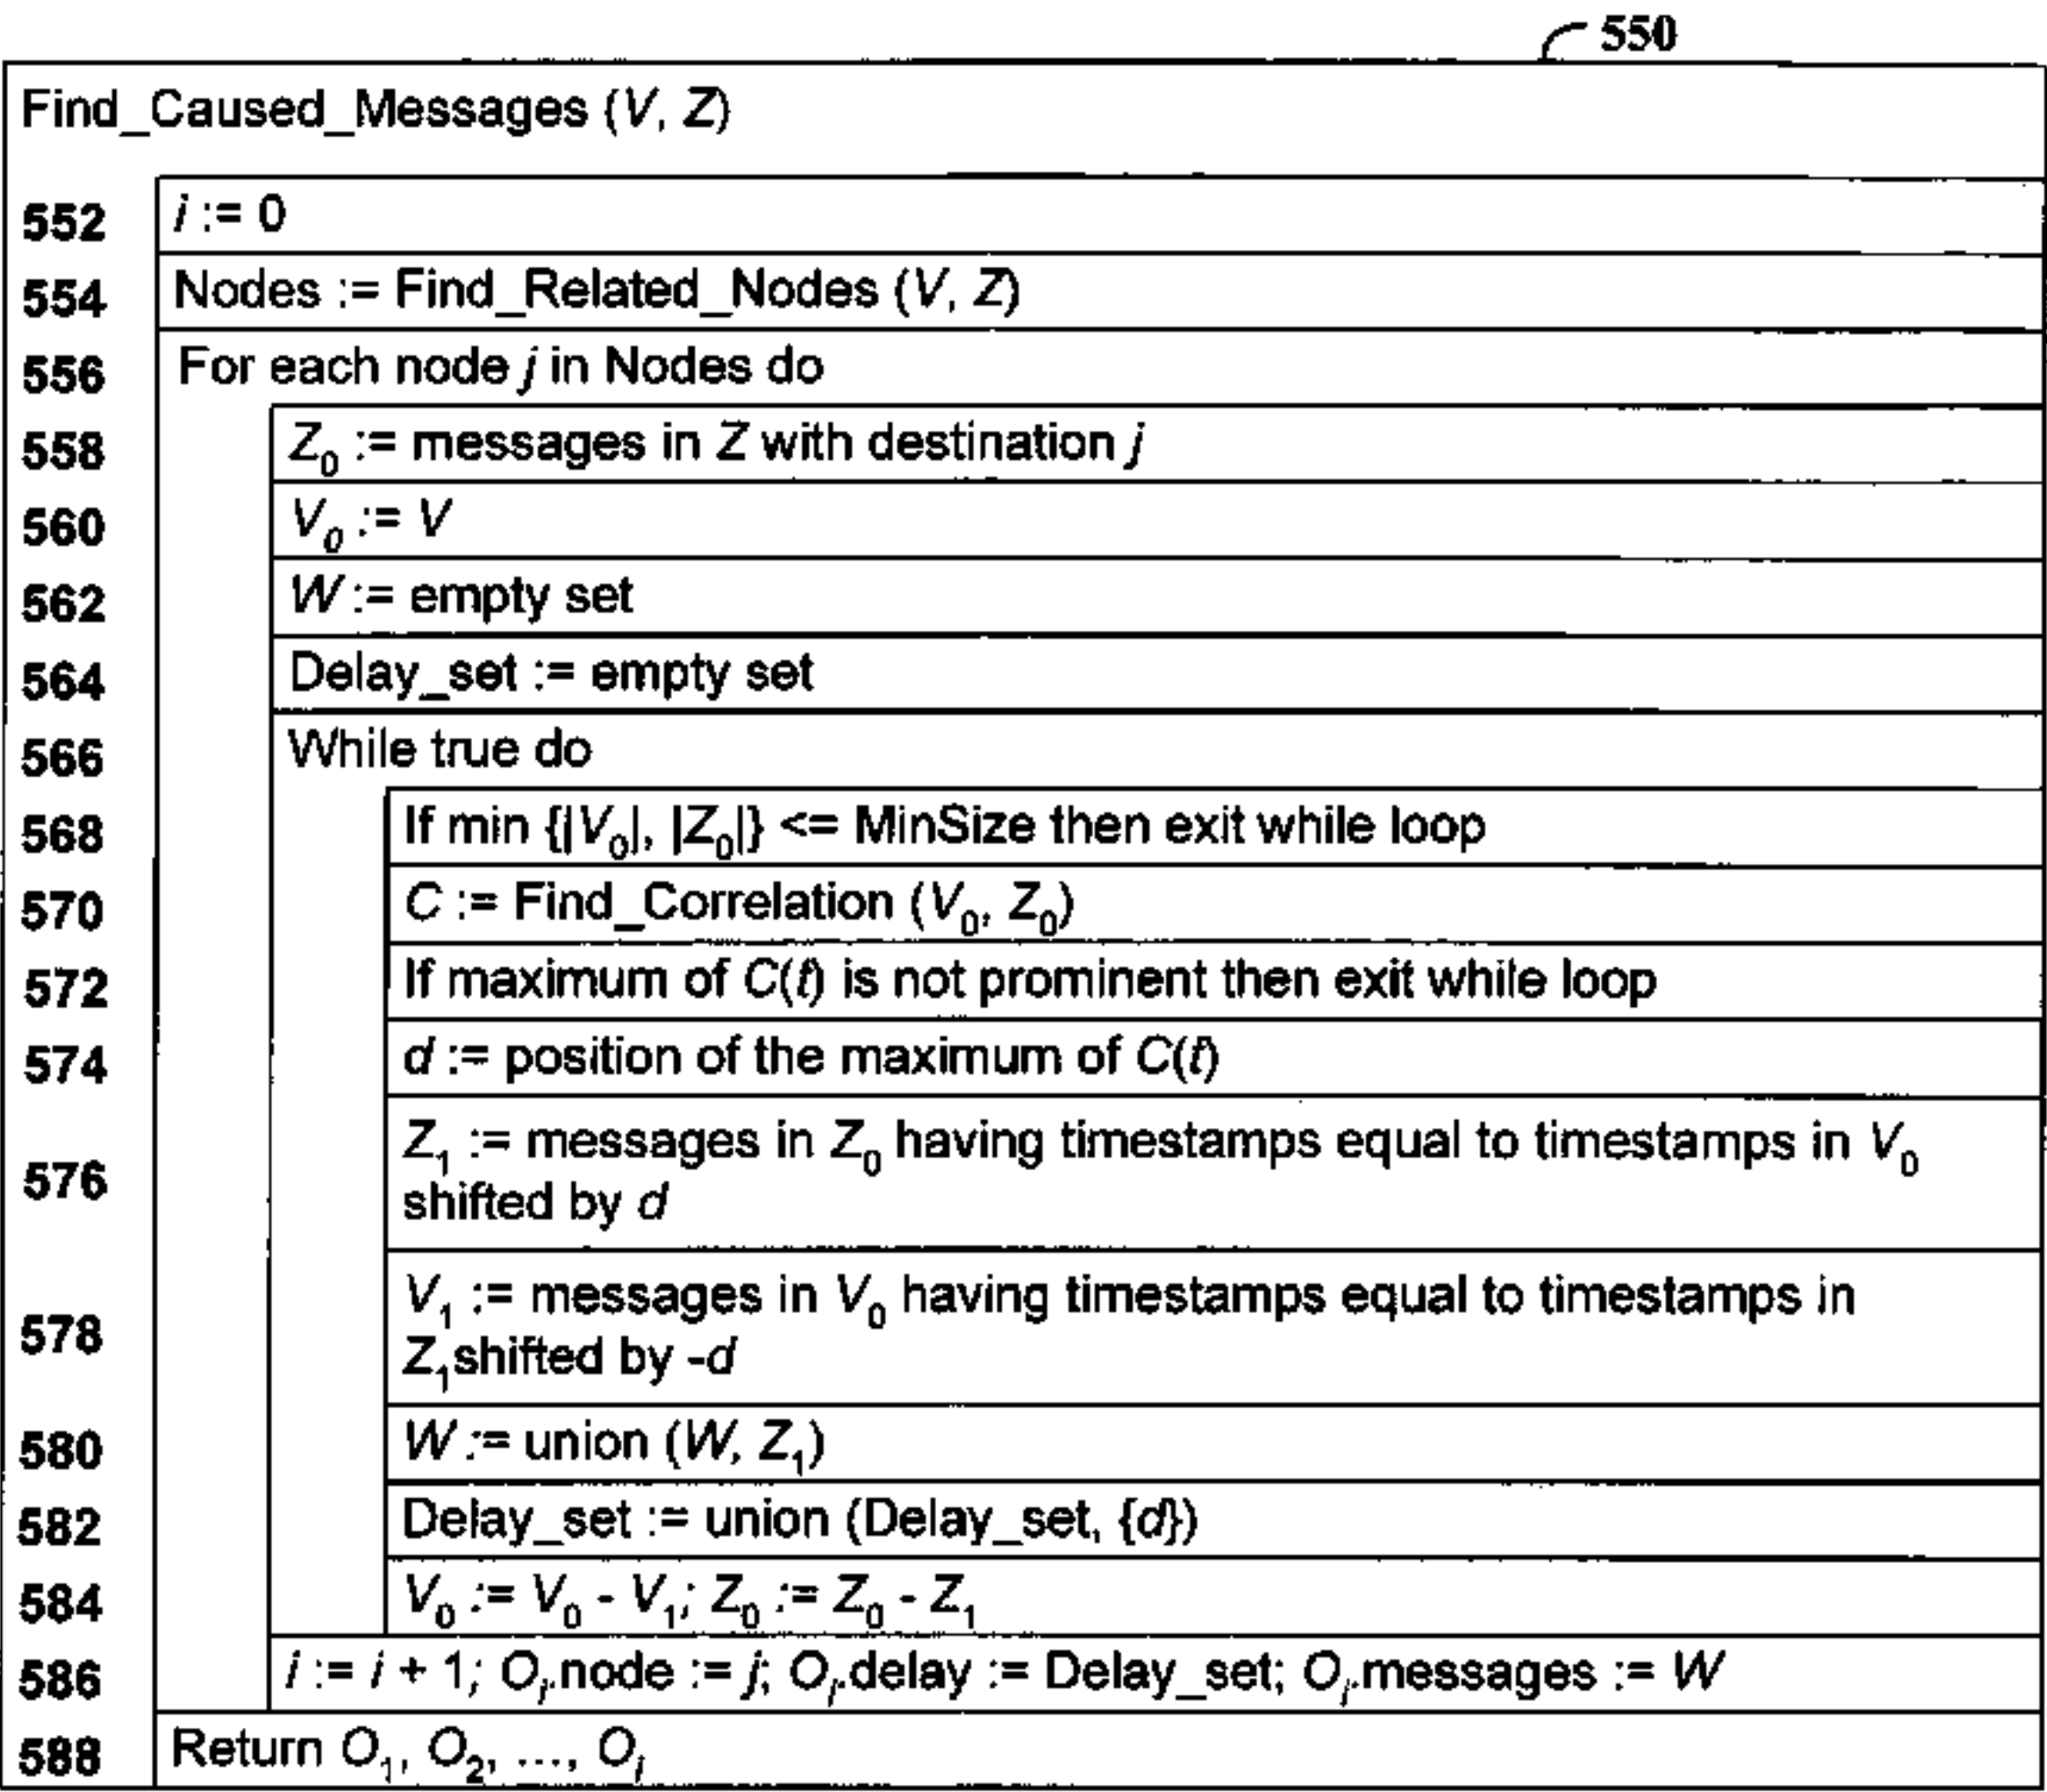 550
Find_Caused_Messages (V, Z)
552 i := 0
554 Nodes := Find_Related_Nodes (V, Z)
556 For each node j in Nodes do
558 Z₀ := messages in Z with destination j
560 V₀ := V
562 W := empty set
564 Delay_set := empty set
566 While true do
568 If min {|V₀|, |Z₀|} <= MinSize then exit while loop
570 C := Find_Correlation (V₀, Z₀)
572 If maximum of C(t) is not prominent then exit while loop
574 d := position of the maximum of C(t)
576 Z₁ := messages in Z₀ having timestamps equal to timestamps in V₀
shifted by d
578 V₁ := messages in V₀ having timestamps equal to timestamps in
Z₁shifted by -d
580 W := union (W, Z₁)
582 Delay_set := union (Delay_set, {d})
584 V₀ := V₀ - V₁; Z₀ := Z₀ - Z₁
586 i := i + 1; Oᵢ.node := j; Oᵢ.delay := Delay_set; Oᵢ.messages := W
588 Return O₁, O₂, ..., Oᵢ